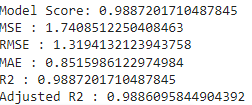 Model Score: 0.9887201710487845
MSE : 1.7408512250408463
RMSE : 1.3194132123943758
MAE : 0.8515986122974984
R2 : 0.9887201710487845
Adjusted R2 : 0.9886095844904392